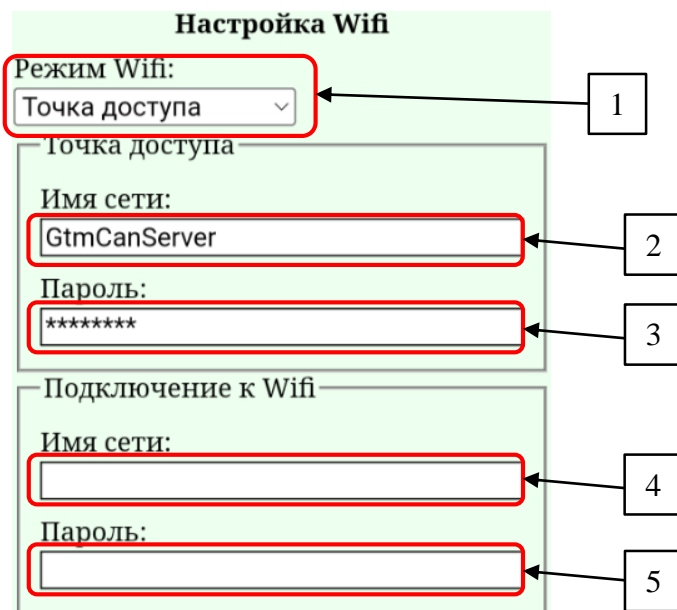 Настройка Wifi
Режим Wifi:
Точка доступа
1
Точка доступа
Имя сети:
GtmCanServer
2
Пароль:
********
3
Подключение к Wifi
Имя сети:
4
Пароль:
5